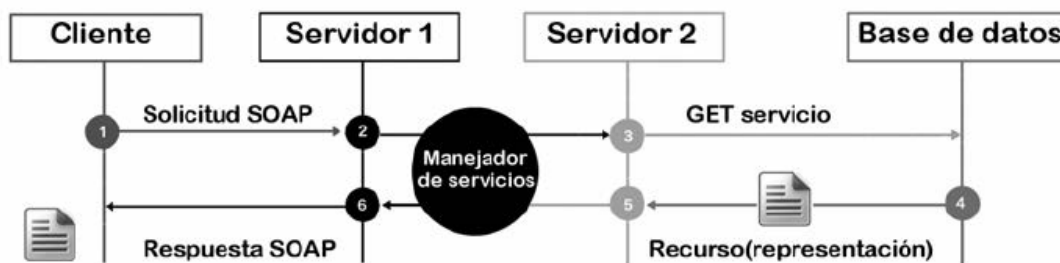 Cliente
Servidor 1
Servidor 2
Base de datos
Solicitud SOAP
GET servicio
1
2
3
Manejador
de servicios
6
5
4
Respuesta SOAP
Recurso(representación)